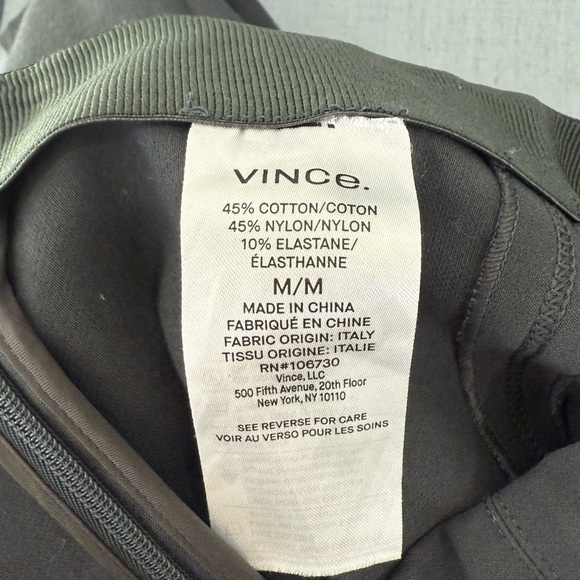 VINCe.
45% COTTON/COTON
45% NYLON/NYLON
10% ELASTANE/
ÉLASTHANNE
M/M
MADE IN CHINA
FABRIQUÉ EN CHINE
FABRIC ORIGIN: ITALY
TISSU ORIGINE: ITALIE
RN#106730
Vince, LLC
500 Fifth Avenue, 20th Floor
New York, NY 10110
SEE REVERSE FOR CARE
VOIR AU VERSO POUR LES SOINS